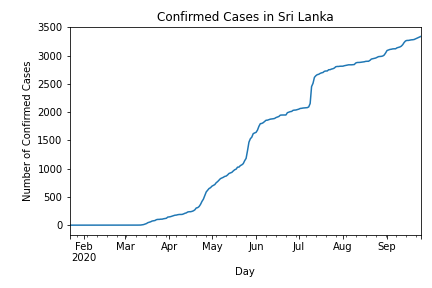 Confirmed Cases in Sri Lanka
3500
3000
2500
2000
1500
1000
500
0
Number of Confirmed Cases
Feb Mar Apr May Jun Jul Aug Sep
2020
Day